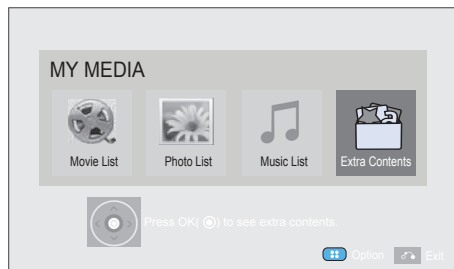 MY MEDIA
Movie List
Photo List
Music List
Extra Contents
Press OK( ) to see extra contents.
Option
Exit